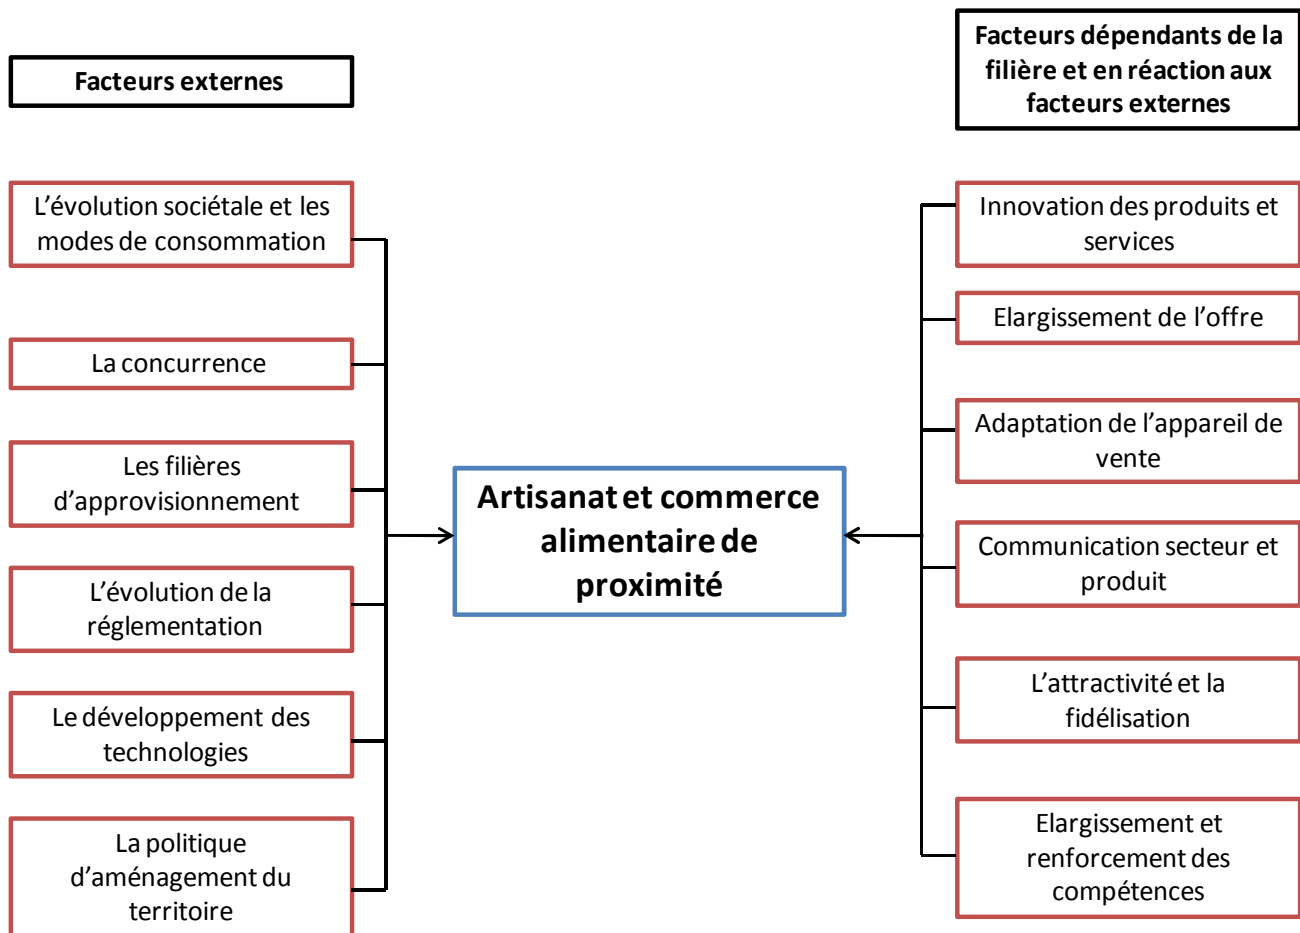 Facteurs externes
L'évolution sociétale et les
modes de consommation
La concurrence
Les filières
d'approvisionnement
L'évolution de la
réglementation
Le développement des
technologies
La politique
d'aménagement du
territoire
Artisanat et commerce
alimentaire de
proximité
Facteurs dépendants de la
filière et en réaction aux
facteurs externes
Innovation des produits et
services
Elargissement de l'offre
Adaptation de l'appareil de
vente
Communication secteur et
produit
L'attractivité et la
fidélisation
Elargissement et
renforcement des
compétences